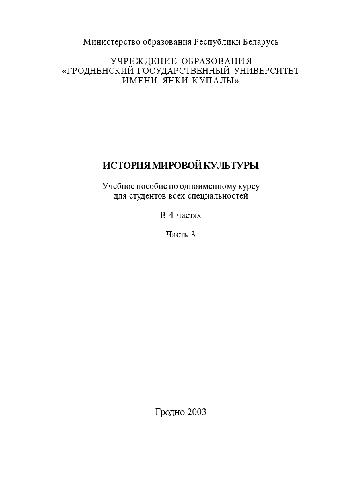 Министерство образования Республики Беларусь
УЧРЕЖДЕНИЕ ОБРАЗОВАНИЯ
«ГРОДНЕНСКИЙ ГОСУДАРСТВЕННЫЙ УНИВЕРСИТЕТ
ИМЕНИ ЯНКИ КУПАЛЫ»
ИСТОРИЯ МИРОВОЙ КУЛЬТУРЫ
Учебное пособие по одноименному курсу
для студентов всех специальностей
В 4 частях
Часть 3
Гродно 2003